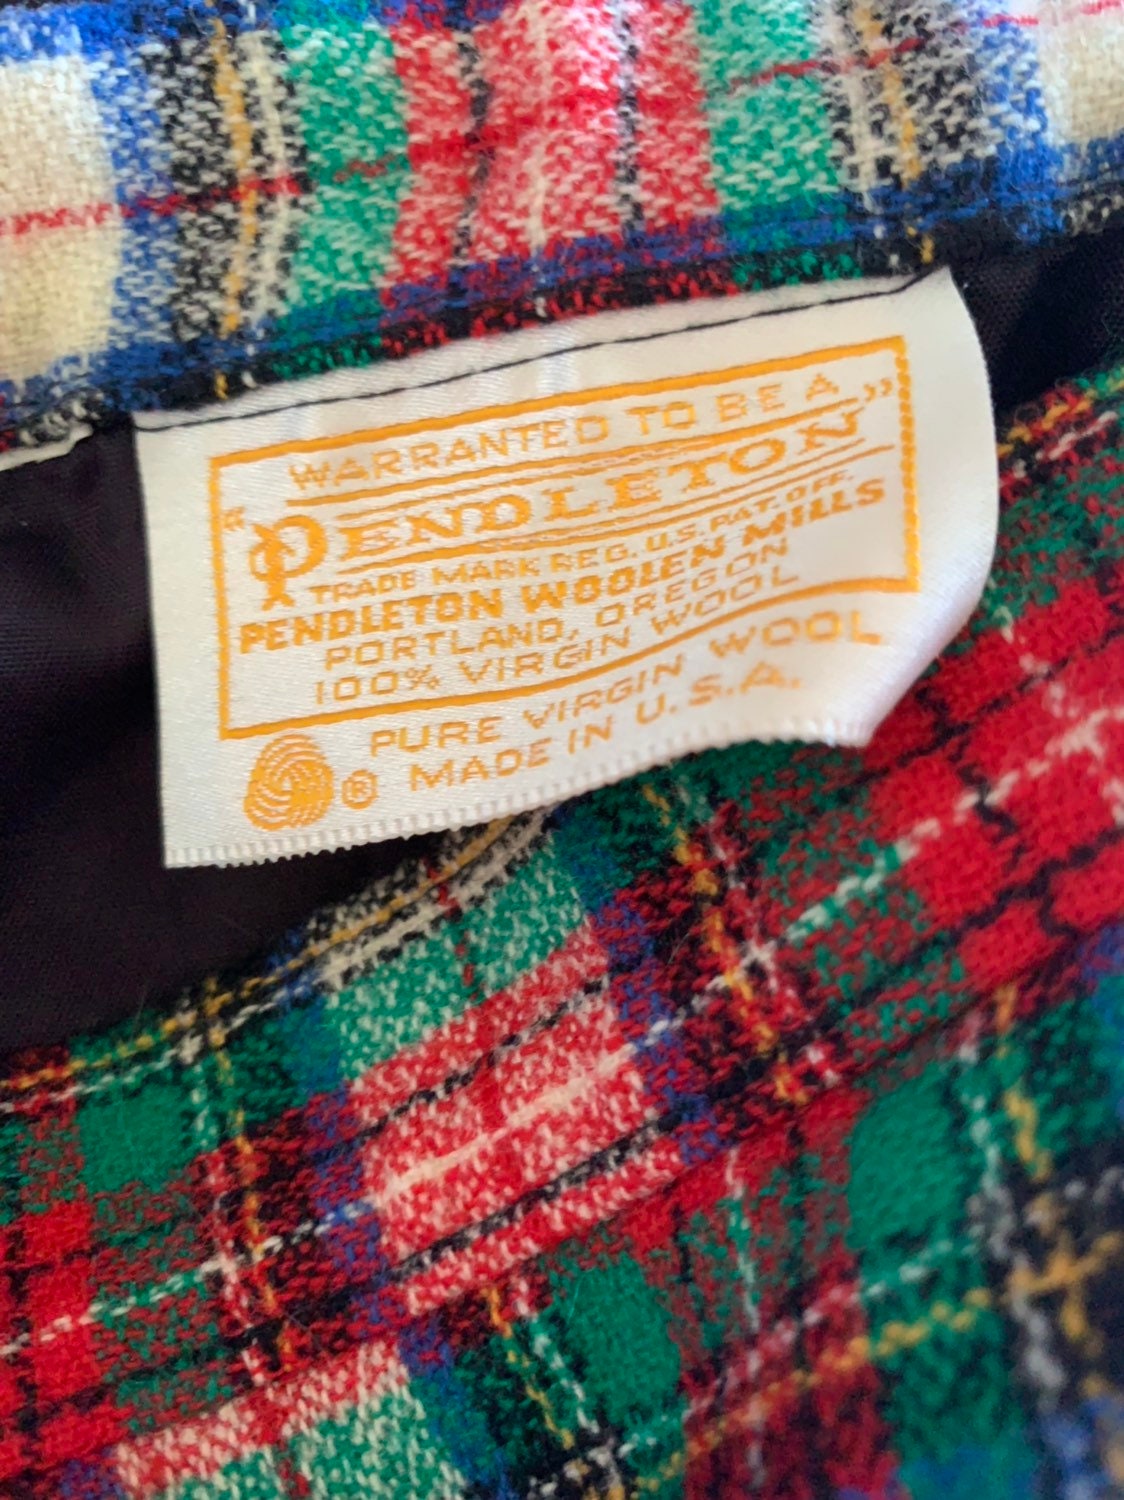 WARRANTED TO BE A
"PENDLETON"
TRADE MARK REG. U.S. PAT. OFF.
PENDLETON WOOLEN MILLS
PORTLAND, OREGON
100% VIRGIN WOOL
PURE VIRGIN WOOL
® MADE IN U.S.A.